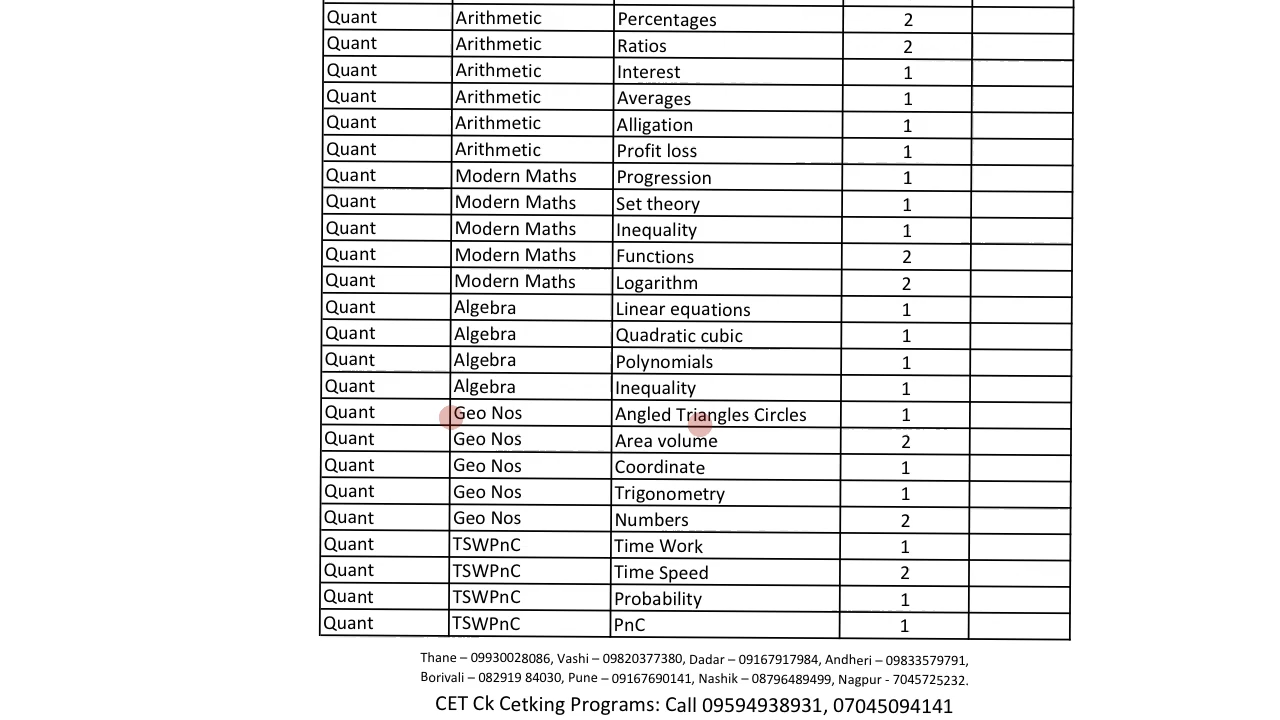 Quant Arithmetic Percentages 2
Quant Arithmetic Ratios 2
Quant Arithmetic Interest 1
Quant Arithmetic Averages 1
Quant Arithmetic Alligation 1
Quant Arithmetic Profit loss 1
Quant Modern Maths Progression 1
Quant Modern Maths Set theory 1
Quant Modern Maths Inequality 1
Quant Modern Maths Functions 2
Quant Modern Maths Logarithm 2
Quant Algebra Linear equations 1
Quant Algebra Quadratic cubic 1
Quant Algebra Polynomials 1
Quant Algebra Inequality 1
Quant Geo Nos Angled Triangles Circles 1
Quant Geo Nos Area volume 2
Quant Geo Nos Coordinate 1
Quant Geo Nos Trigonometry 1
Quant Geo Nos Numbers 2
Quant TSWPnC Time Work 1
Quant TSWPnC Time Speed 2
Quant TSWPnC Probability 1
Quant TSWPnC PnC 1
Thane – 09930028086, Vashi – 09820377380, Dadar – 09167917984, Andheri – 09833579791,
Borivali – 082919 84030, Pune – 09167690141, Nashik – 08796489499, Nagpur - 7045725232.
CET Ck Cetking Programs: Call 09594938931, 07045094141